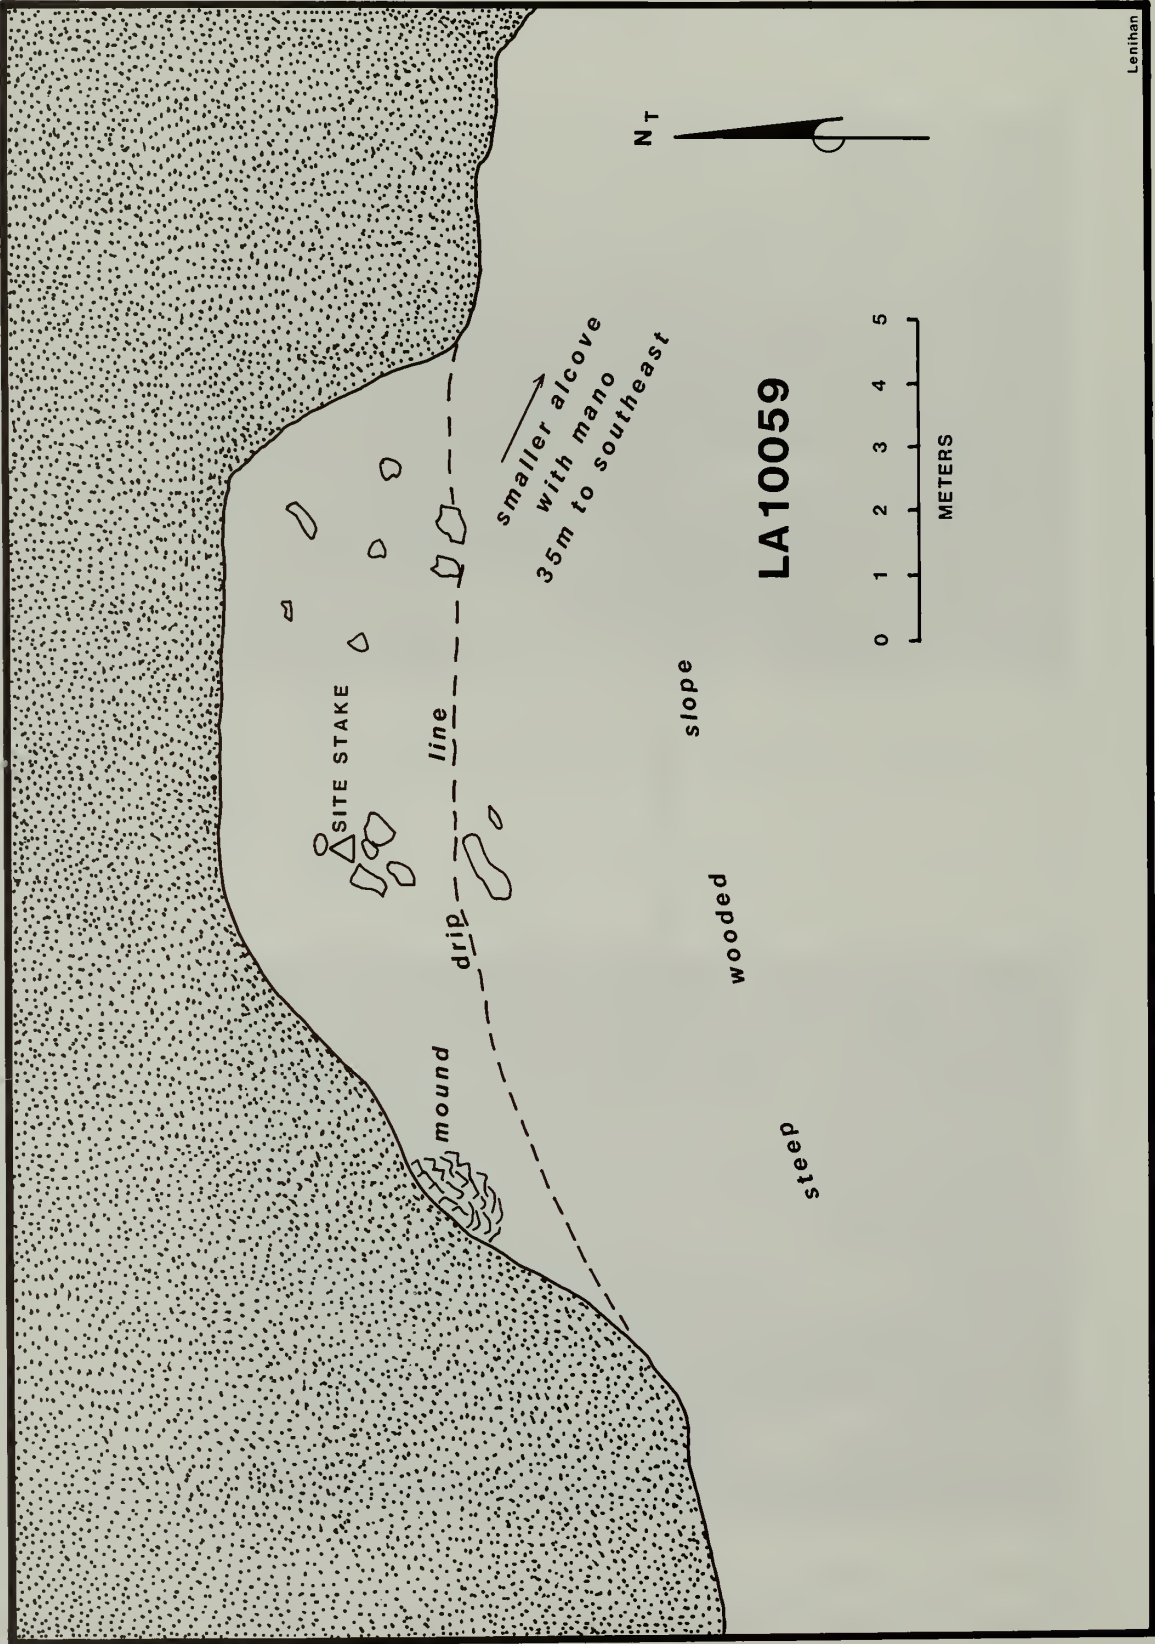 N T
SITE STAKE
drip line
mound
smaller alcove
with mano
35m to southeast
steep wooded slope
LA10059
0 1 2 3 4 5
METERS
Lenihan